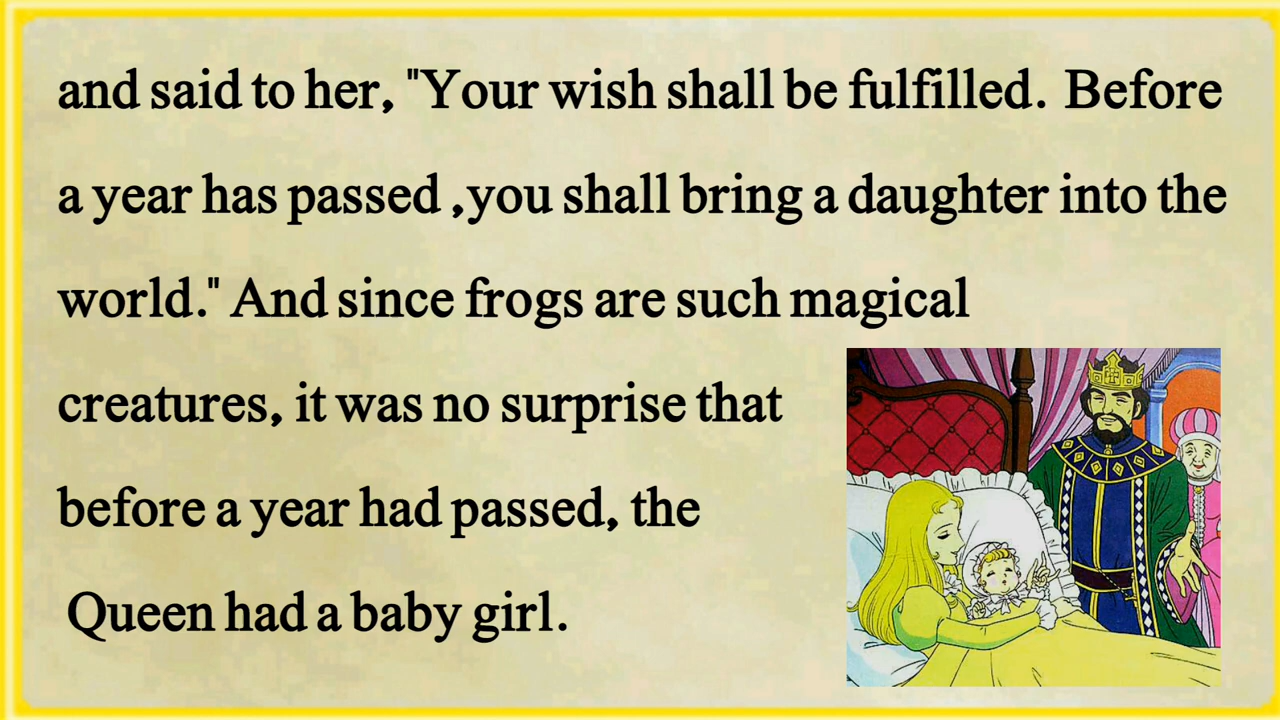 and said to her, "Your wish shall be fulfilled. Before
a year has passed ,you shall bring a daughter into the
world." And since frogs are such magical
creatures, it was no surprise that
before a year had passed, the
Queen had a baby girl.